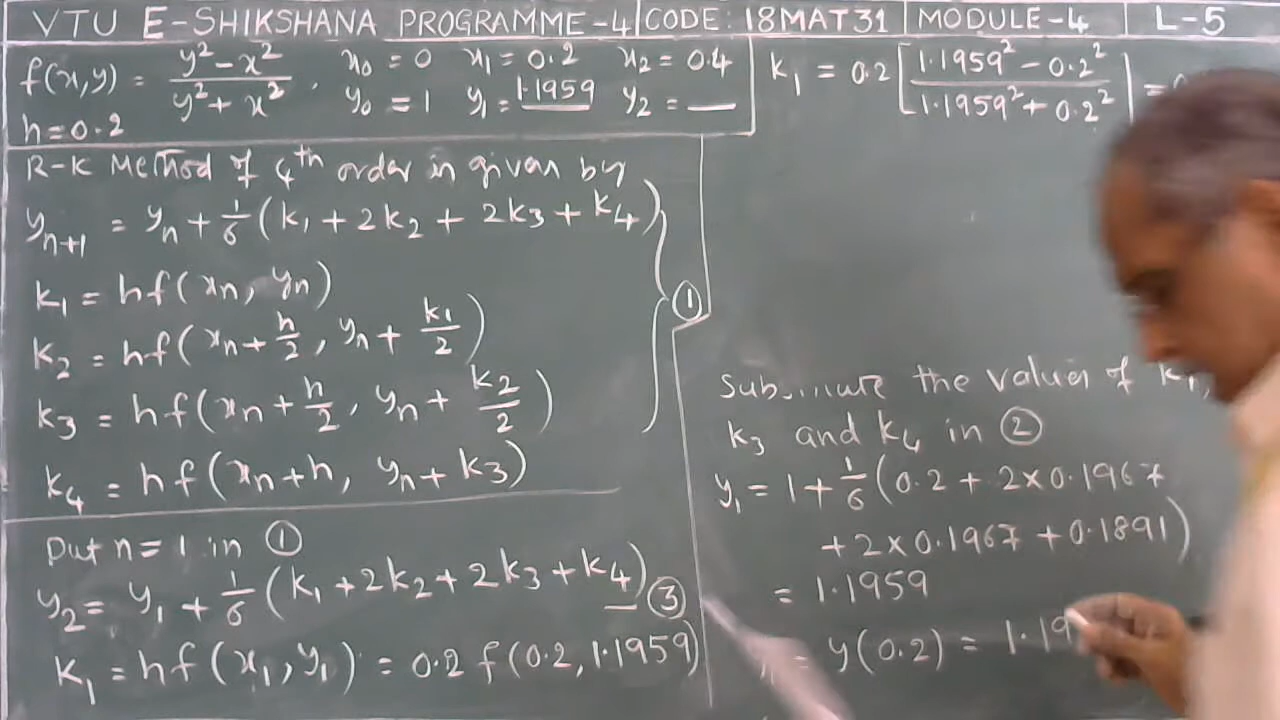 VTU E-SHIKSHANA PROGRAMME-4 | CODE: 18MAT31 | MODULE-4 | L-5
f(x,y) = (y² - x²)/(y² + x²), x₀ = 0 x₁ = 0.2 x₂ = 0.4
y₀ = 1 y₁ = 1.1959 y₂ = __
h = 0.2
R-K Method of 4th order in given by
yₙ₊₁ = yₙ + 1/6 (k₁ + 2k₂ + 2k₃ + k₄)
k₁ = hf(xₙ, yₙ)
k₂ = hf(xₙ + h/2, yₙ + k₁/2)
k₃ = hf(xₙ + h/2, yₙ + k₂/2)
k₄ = hf(xₙ + h, yₙ + k₃)
①
Put n = 1 in ①
y₂ = y₁ + 1/6 (k₁ + 2k₂ + 2k₃ + k₄) ③
k₁ = hf(x₁, y₁) = 0.2 f(0.2, 1.1959)
k₁ = 0.2 [(1.1959² - 0.2²)/(1.1959² + 0.2²)] =
the values of k₁,
k₃ and k₄ in ②
y₁ = 1 + 1/6 (0.2 + 2×0.1967
+ 2×0.1967 + 0.1891)
= 1.1959
= y(0.2) = 1.19